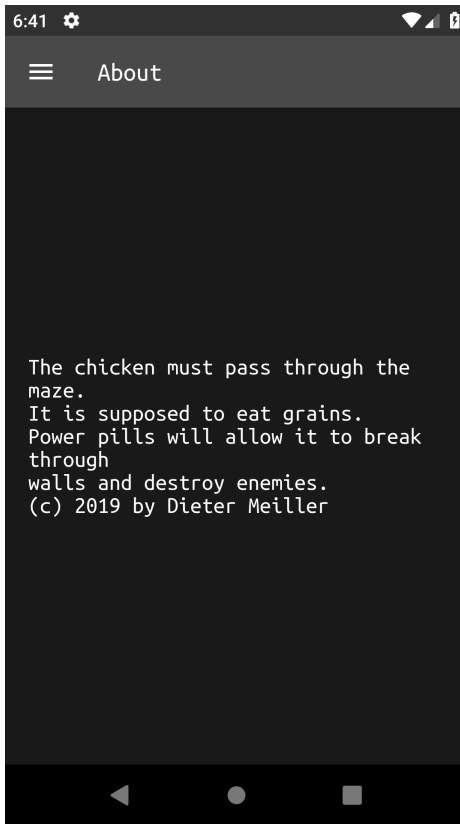 6:41
About
The chicken must pass through the
maze.
It is supposed to eat grains.
Power pills will allow it to break
through
walls and destroy enemies.
(c) 2019 by Dieter Meiller